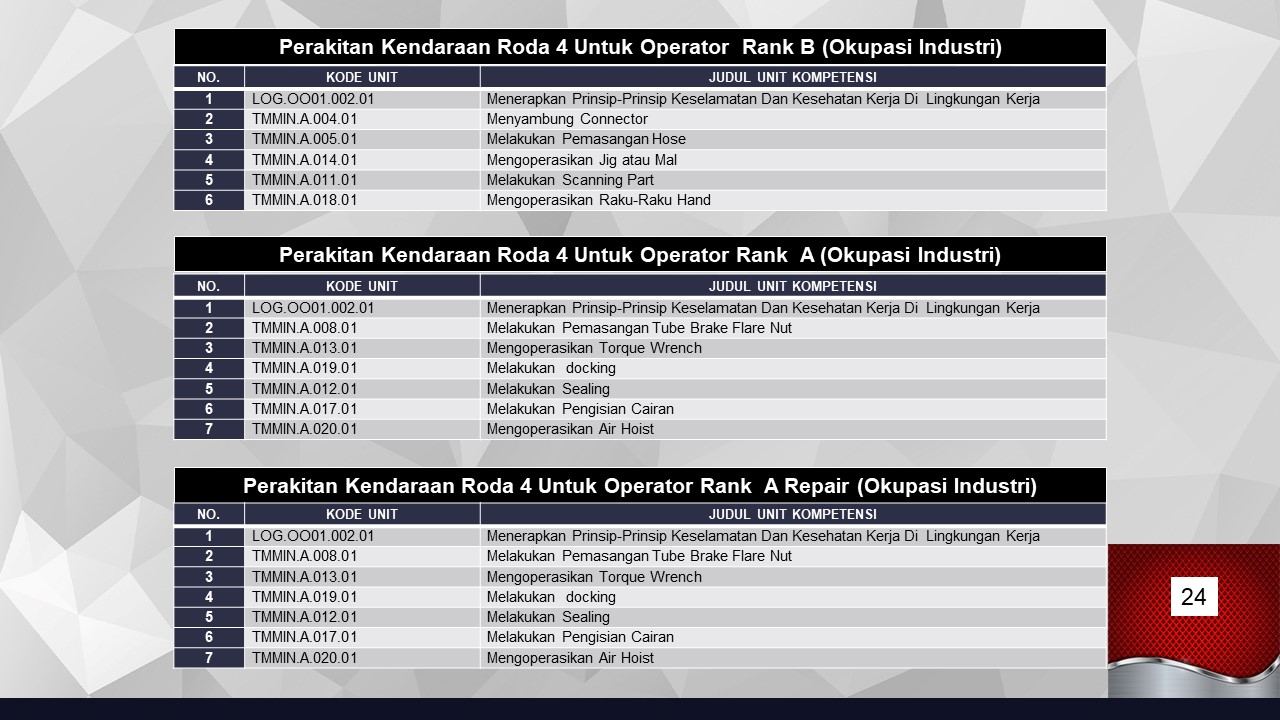 Perakitan Kendaraan Roda 4 Untuk Operator Rank B (Okupasi Industri)
NO. KODE UNIT JUDUL UNIT KOMPETENSI
1 LOG.OO01.002.01 Menerapkan Prinsip-Prinsip Keselamatan Dan Kesehatan Kerja Di Lingkungan Kerja
2 TMMIN.A.004.01 Menyambung Connector
3 TMMIN.A.005.01 Melakukan Pemasangan Hose
4 TMMIN.A.014.01 Mengoperasikan Jig atau Mal
5 TMMIN.A.011.01 Melakukan Scanning Part
6 TMMIN.A.018.01 Mengoperasikan Raku-Raku Hand
Perakitan Kendaraan Roda 4 Untuk Operator Rank A (Okupasi Industri)
NO. KODE UNIT JUDUL UNIT KOMPETENSI
1 LOG.OO01.002.01 Menerapkan Prinsip-Prinsip Keselamatan Dan Kesehatan Kerja Di Lingkungan Kerja
2 TMMIN.A.008.01 Melakukan Pemasangan Tube Brake Flare Nut
3 TMMIN.A.013.01 Mengoperasikan Torque Wrench
4 TMMIN.A.019.01 Melakukan docking
5 TMMIN.A.012.01 Melakukan Sealing
6 TMMIN.A.017.01 Melakukan Pengisian Cairan
7 TMMIN.A.020.01 Mengoperasikan Air Hoist
Perakitan Kendaraan Roda 4 Untuk Operator Rank A Repair (Okupasi Industri)
NO. KODE UNIT JUDUL UNIT KOMPETENSI
1 LOG.OO01.002.01 Menerapkan Prinsip-Prinsip Keselamatan Dan Kesehatan Kerja Di Lingkungan Kerja
2 TMMIN.A.008.01 Melakukan Pemasangan Tube Brake Flare Nut
3 TMMIN.A.013.01 Mengoperasikan Torque Wrench
4 TMMIN.A.019.01 Melakukan docking
5 TMMIN.A.012.01 Melakukan Sealing
6 TMMIN.A.017.01 Melakukan Pengisian Cairan
7 TMMIN.A.020.01 Mengoperasikan Air Hoist
24